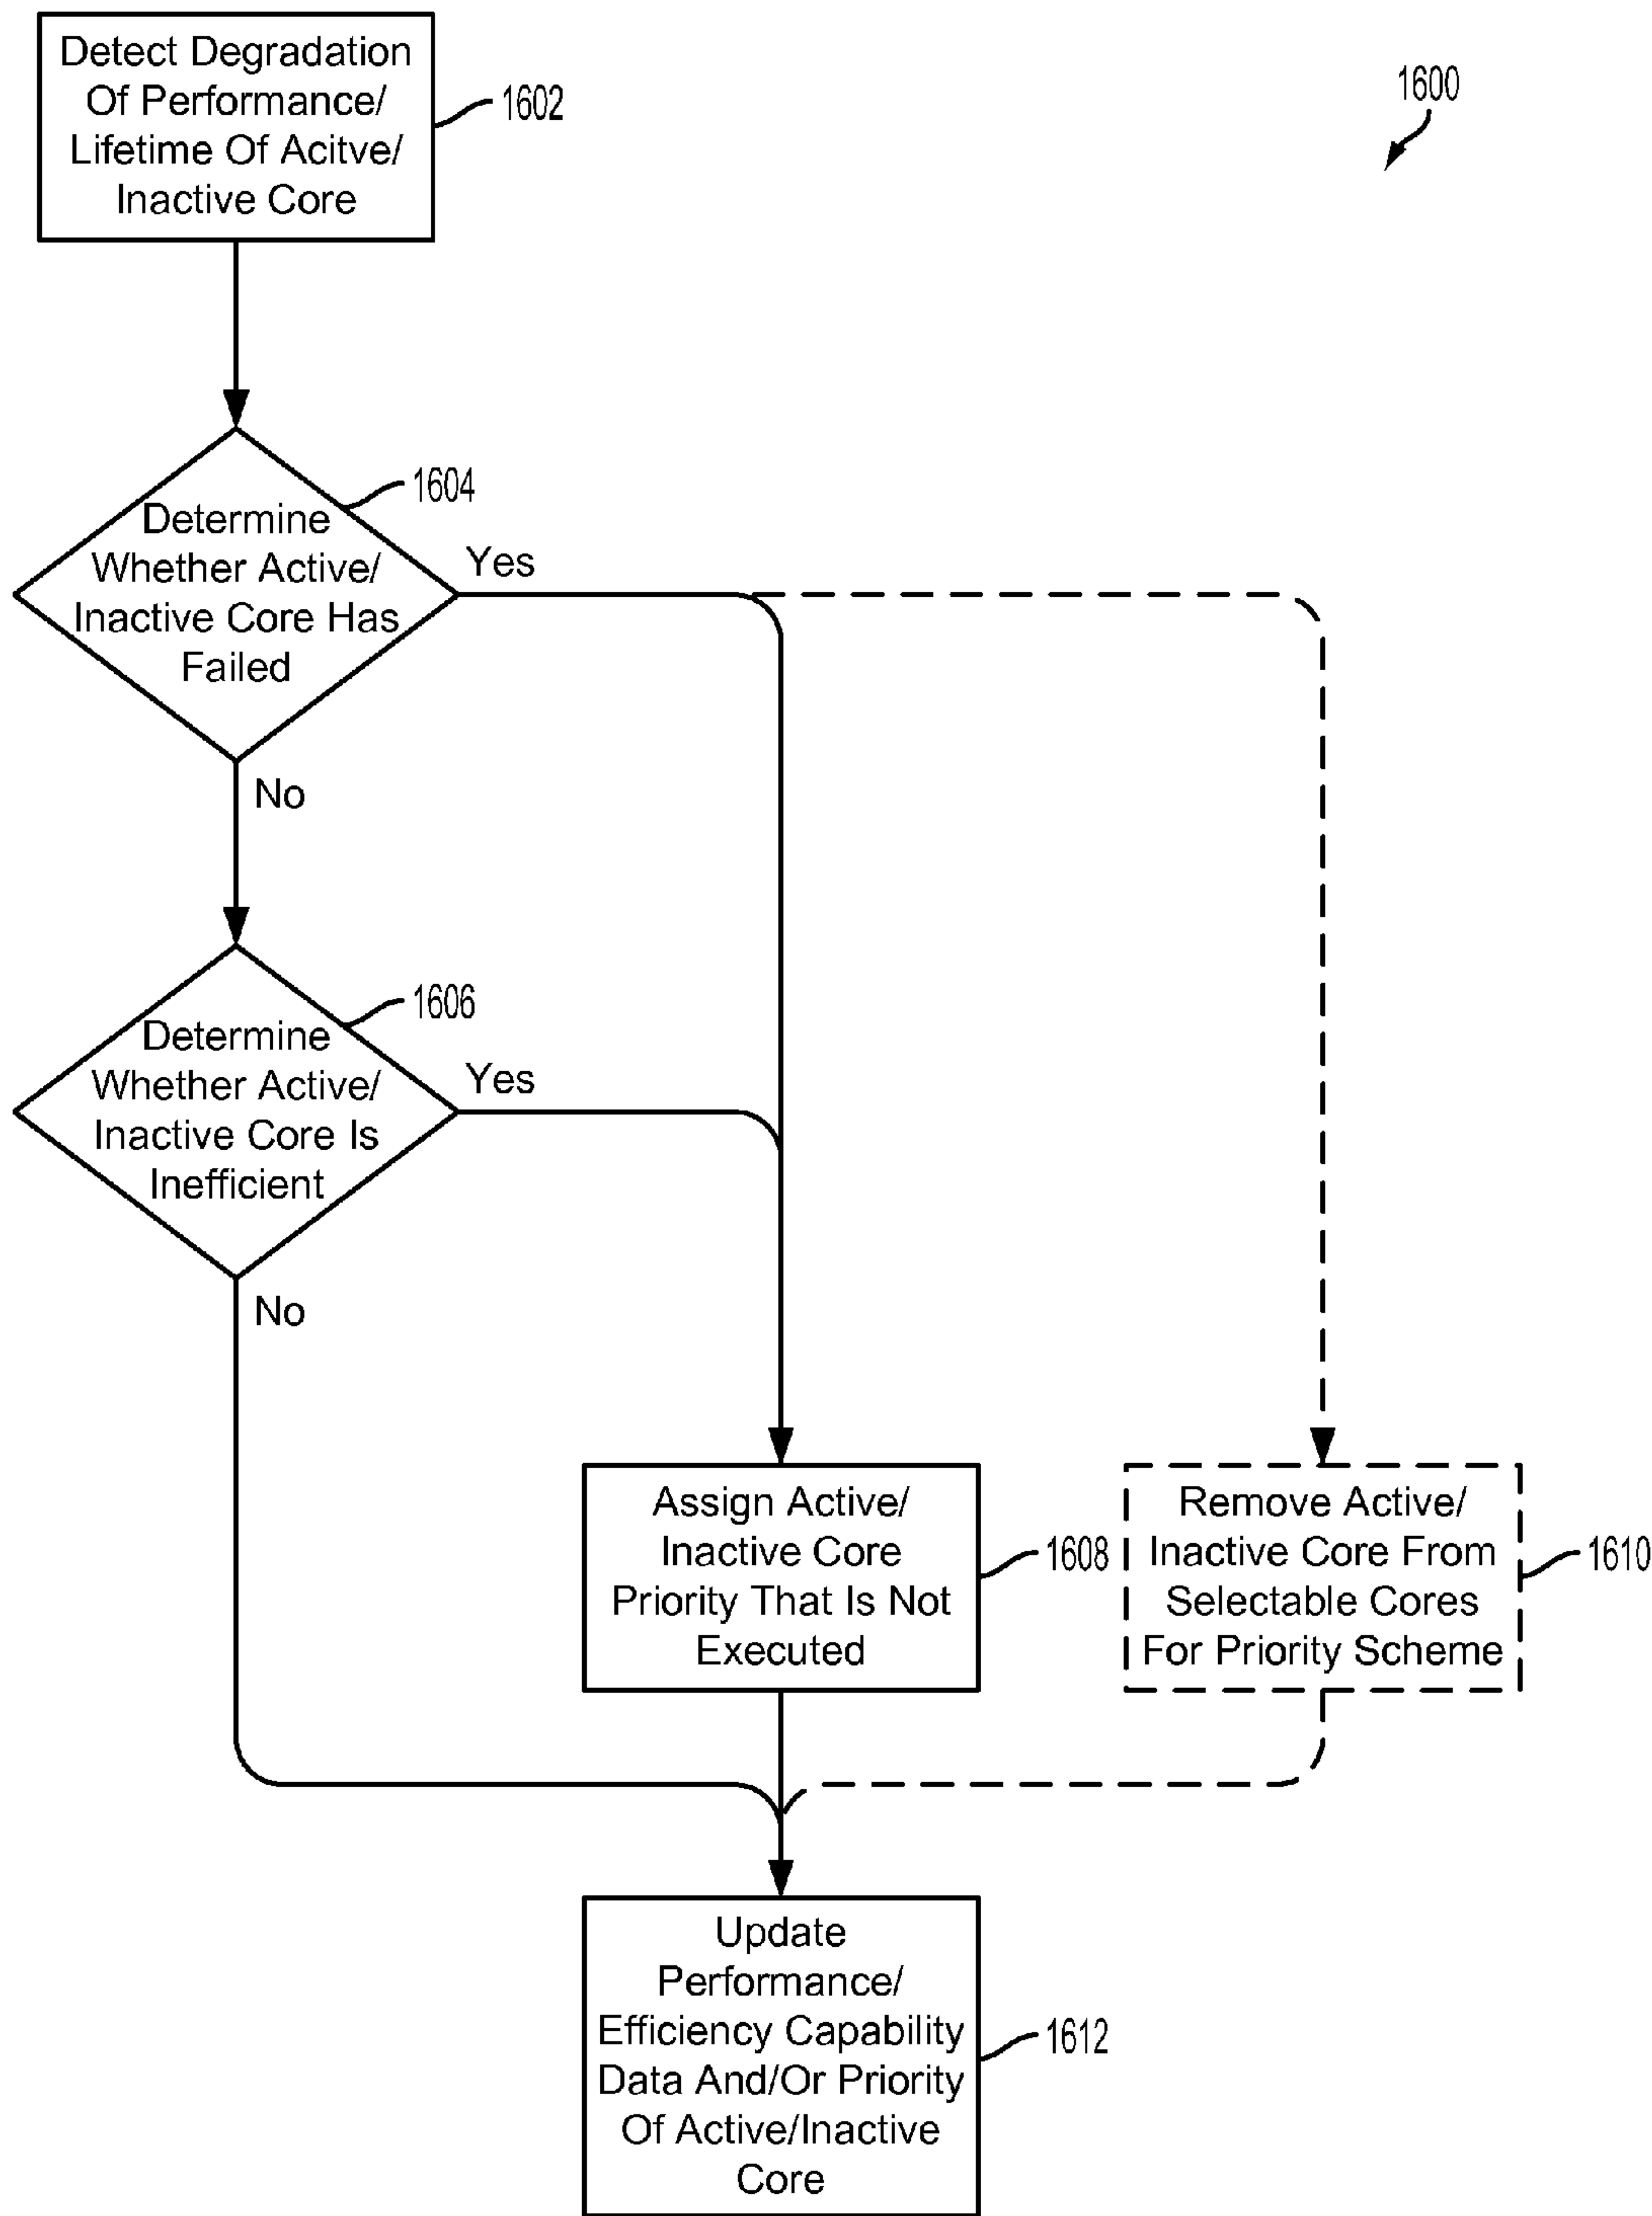 Detect Degradation
Of Performance/
Lifetime Of Acitve/
Inactive Core
1602
1600
1604
Determine
Whether Active/
Inactive Core Has
Failed
Yes
No
1606
Determine
Whether Active/
Inactive Core Is
Inefficient
Yes
No
Assign Active/
Inactive Core
Priority That Is Not
Executed
1608
Remove Active/
Inactive Core From
Selectable Cores
For Priority Scheme
1610
Update
Performance/
Efficiency Capability
Data And/Or Priority
Of Active/Inactive
Core
1612